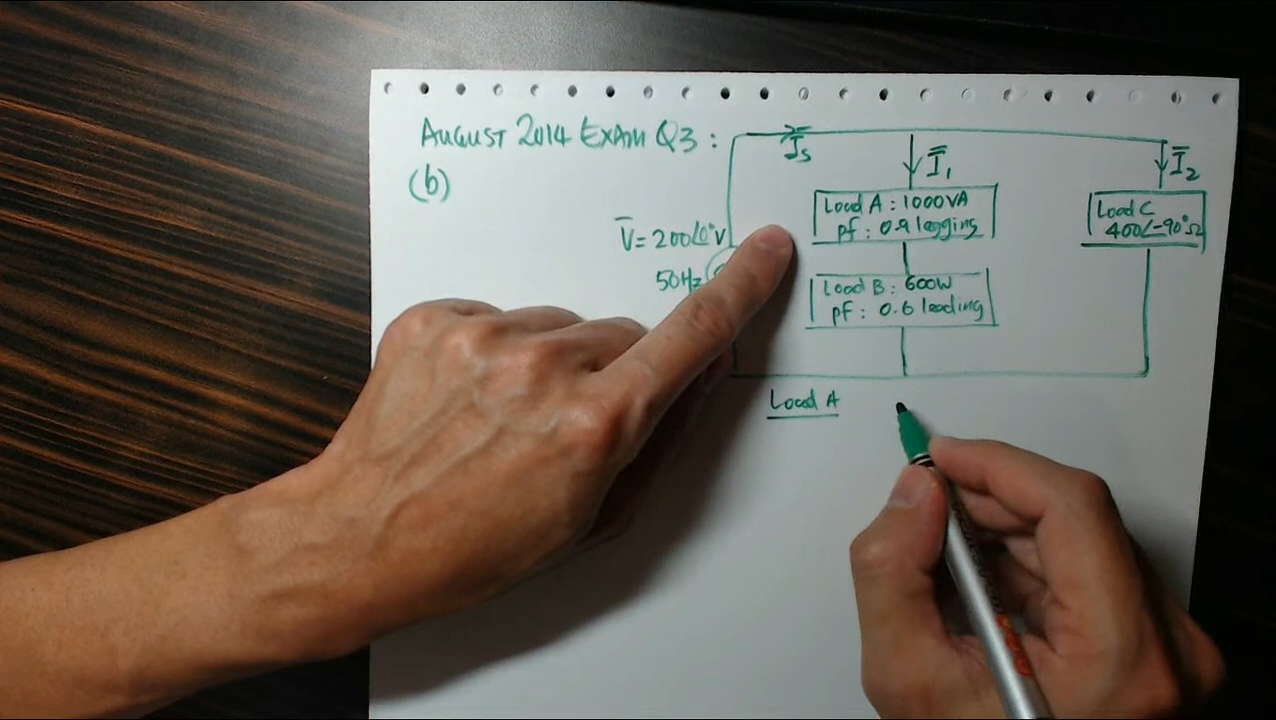 AUGUST 2014 EXAM Q3 :
(b)
Is
I1
I2
V = 200∠0°V
50Hz
Load A : 1000VA
pf : 0.9 lagging
Load B : 600W
pf : 0.6 leading
Load C
400∠-90°Ω
Load A